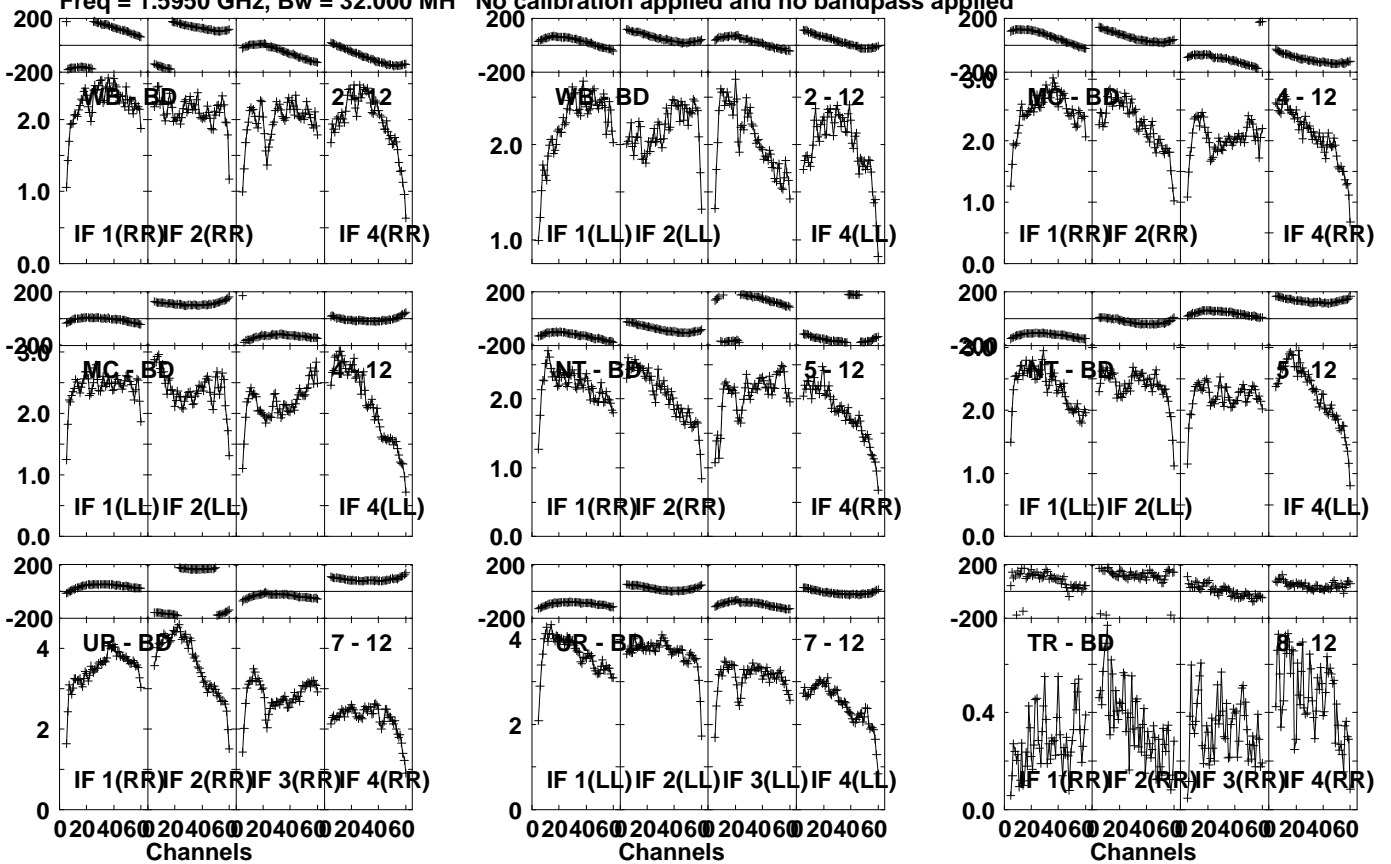 Freq = 1.5950 GHz, Bw = 32.000 MH No calibration applied and no bandpass applied
200
-200
WB - BD 2 - 12
2.0
1.0
0.0
IF 1(RR) IF 2(RR) IF 4(RR)
WB - BD 2 - 12
2.0
1.0
IF 1(LL) IF 2(LL) IF 4(LL)
200
-200
3.0
MC - BD 4 - 12
2.0
1.0
0.0
IF 1(RR) IF 2(RR) IF 4(RR)
200
-200
3.0
MC - BD 4 - 12
2.0
1.0
0.0
IF 1(LL) IF 2(LL) IF 4(LL)
200
-200
NT - BD 5 - 12
2.0
1.0
0.0
IF 1(RR) IF 2(RR) IF 4(RR)
200
-200
3.0
NT - BD 5 - 12
2.0
1.0
0.0
IF 1(LL) IF 2(LL) IF 4(LL)
200
-200
UR - BD 7 - 12
4
2
0
IF 1(RR) IF 2(RR) IF 3(RR) IF 4(RR)
0 20 40 60 0 20 40 60 0 20 40 60 0 20 40 60
Channels
UR - BD 7 - 12
4
2
0
IF 1(LL) IF 2(LL) IF 3(LL) IF 4(LL)
0 20 40 60 0 20 40 60 0 20 40 60 0 20 40 60
Channels
200
-200
TR - BD 8 - 12
0.4
0.0
IF 1(RR) IF 2(RR) IF 3(RR) IF 4(RR)
0 20 40 60 0 20 40 60 0 20 40 60 0 20 40 60
Channels